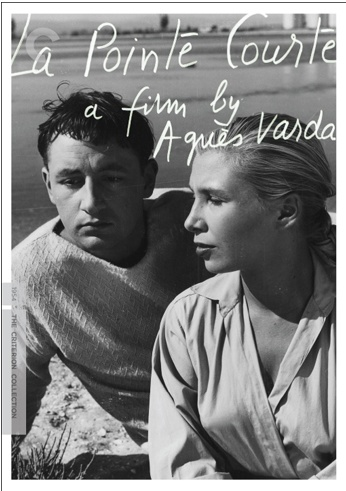 La Pointe Courte
a film by
Agnès Varda
THE CRITERION COLLECTION